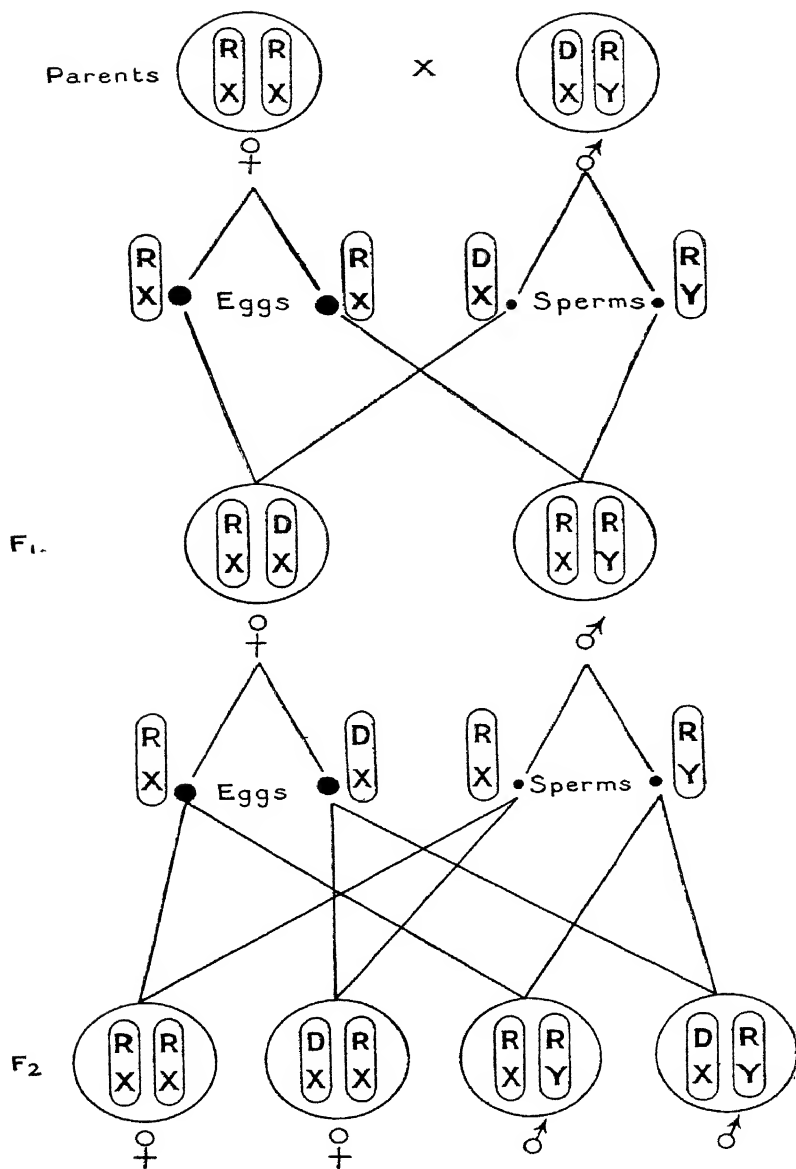 R R D R
Parents X X × X Y
♀ ♂
R R D R
X Eggs X X Sperms Y
R D R R
F1. X X X Y
♀ ♂
R D R R
X Eggs X X Sperms Y
R R D R R R D R
F2 X X X X X Y X Y
♀ ♀ ♂ ♂